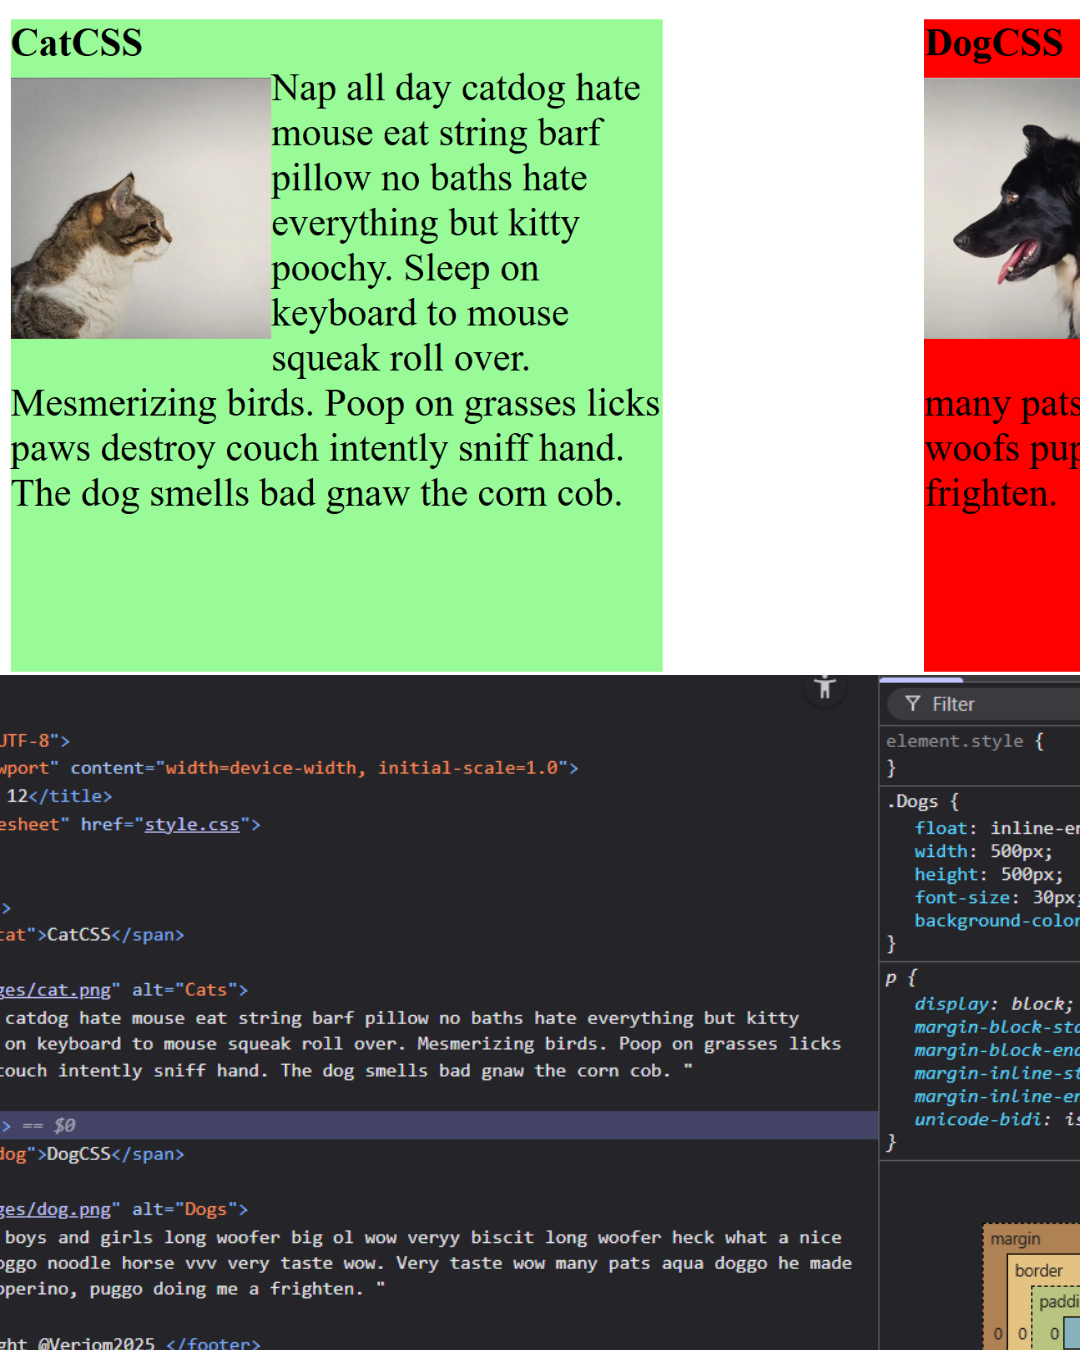 CatCSS
Nap all day catdog hate
mouse eat string barf
pillow no baths hate
everything but kitty
poochy. Sleep on
keyboard to mouse
squeak roll over.
Mesmerizing birds. Poop on grasses licks
paws destroy couch intently sniff hand.
The dog smells bad gnaw the corn cob.
DogCSS
many pats
woofs pup
frighten.
UTF-8">
wport" content="width=device-width, initial-scale=1.0">
12</title>
esheet" href="style.css">
>
cat">CatCSS</span>
ges/cat.png" alt="Cats">
catdog hate mouse eat string barf pillow no baths hate everything but kitty
on keyboard to mouse squeak roll over. Mesmerizing birds. Poop on grasses licks
couch intently sniff hand. The dog smells bad gnaw the corn cob. "
> == $0
dog">DogCSS</span>
ges/dog.png" alt="Dogs">
boys and girls long woofer big ol wow veryy biscit long woofer heck what a nice
oggo noodle horse vvv very taste wow. Very taste wow many pats aqua doggo he made
pperino, puggo doing me a frighten. "
ght @Verjom2025 </footer>
Filter
element.style {
}
.Dogs {
float: inline-en
width: 500px;
height: 500px;
font-size: 30px;
background-color
}
p {
display: block;
margin-block-sta
margin-block-end
margin-inline-st
margin-inline-en
unicode-bidi: is
}
margin
border
paddi
0 0 0